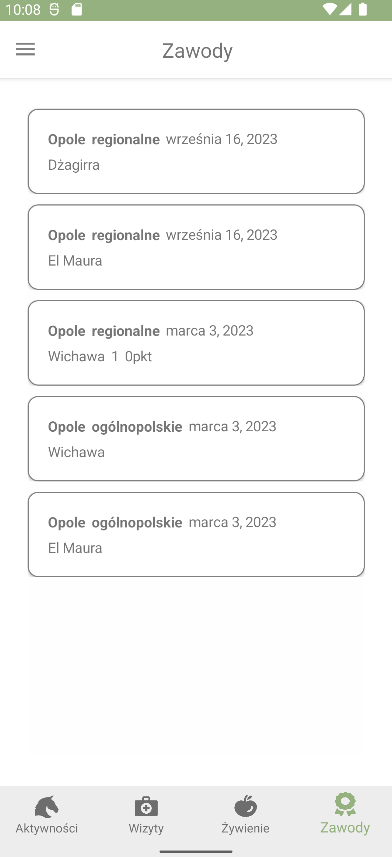 10:08
Zawody
Opole regionalne września 16, 2023
Dżagirra
Opole regionalne września 16, 2023
El Maura
Opole regionalne marca 3, 2023
Wichawa 1 0pkt
Opole ogólnopolskie marca 3, 2023
Wichawa
Opole ogólnopolskie marca 3, 2023
El Maura
Aktywności Wizyty Żywienie Zawody